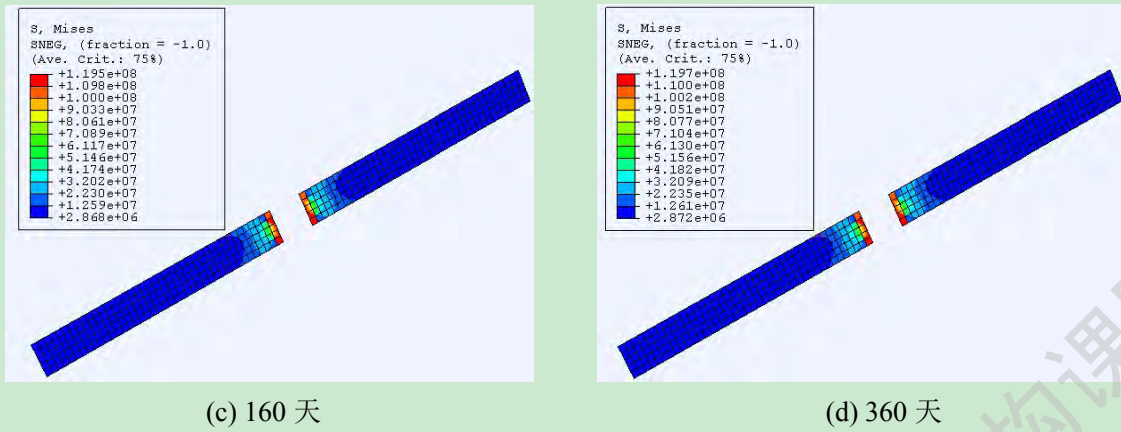 S, Mises
SNEG, (fraction = -1.0)
(Ave. Crit.: 75%)
+1.195e+08
+1.098e+08
+1.000e+08
+9.033e+07
+8.061e+07
+7.089e+07
+6.117e+07
+5.146e+07
+4.174e+07
+3.202e+07
+2.230e+07
+1.259e+07
+2.868e+06
(c) 160 天
S, Mises
SNEG, (fraction = -1.0)
(Ave. Crit.: 75%)
+1.197e+08
+1.100e+08
+1.002e+08
+9.051e+07
+8.077e+07
+7.104e+07
+6.130e+07
+5.156e+07
+4.182e+07
+3.209e+07
+2.235e+07
+1.261e+07
+2.872e+06
(d) 360 天
构课